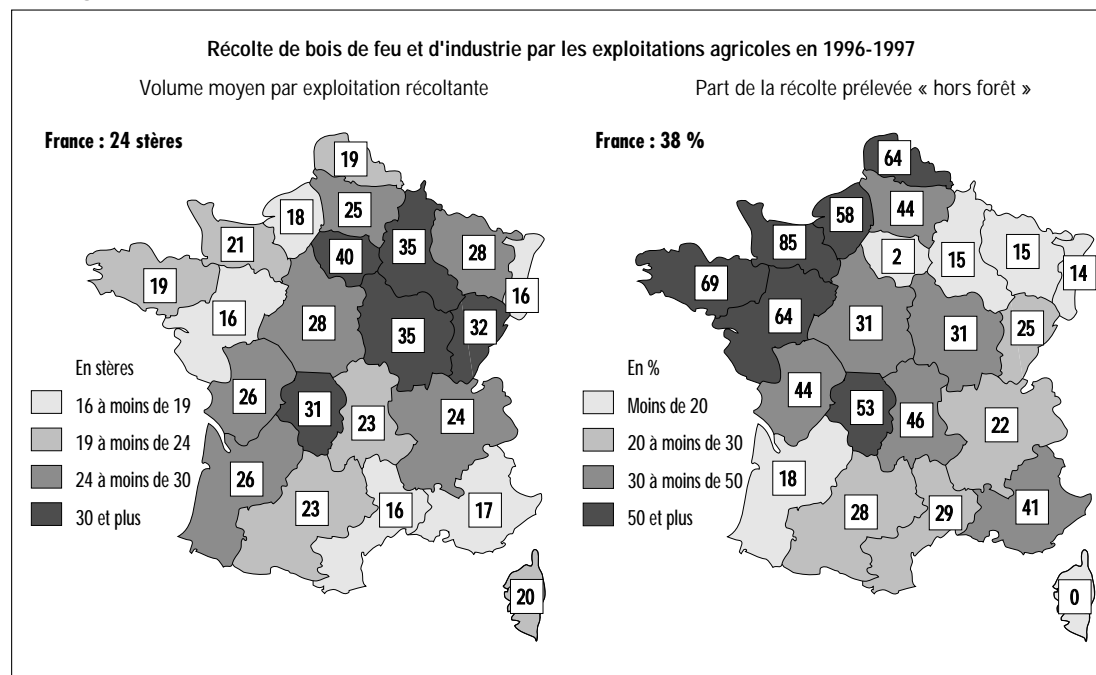 Récolte de bois de feu et d'industrie par les exploitations agricoles en 1996-1997
Volume moyen par exploitation récoltante
France : 24 stères
19
18
25
21
40
35
28
19
16
16
28
35
32
26
31
23
24
26
23
16
17
20
En stères
16 à moins de 19
19 à moins de 24
24 à moins de 30
30 et plus
Part de la récolte prélevée « hors forêt »
France : 38 %
64
58
44
85
2
15
15
14
69
64
31
31
25
44
53
46
22
18
28
29
41
0
En %
Moins de 20
20 à moins de 30
30 à moins de 50
50 et plus